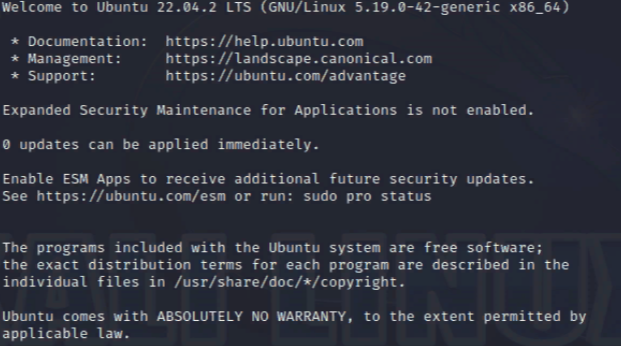 Welcome to Ubuntu 22.04.2 LTS (GNU/Linux 5.19.0-42-generic x86_64)
* Documentation:  https://help.ubuntu.com
* Management:     https://landscape.canonical.com
* Support:        https://ubuntu.com/advantage
Expanded Security Maintenance for Applications is not enabled.
0 updates can be applied immediately.
Enable ESM Apps to receive additional future security updates.
See https://ubuntu.com/esm or run: sudo pro status
The programs included with the Ubuntu system are free software;
the exact distribution terms for each program are described in the
individual files in /usr/share/doc/*/copyright.
Ubuntu comes with ABSOLUTELY NO WARRANTY, to the extent permitted by
applicable law.
KALI LINUX